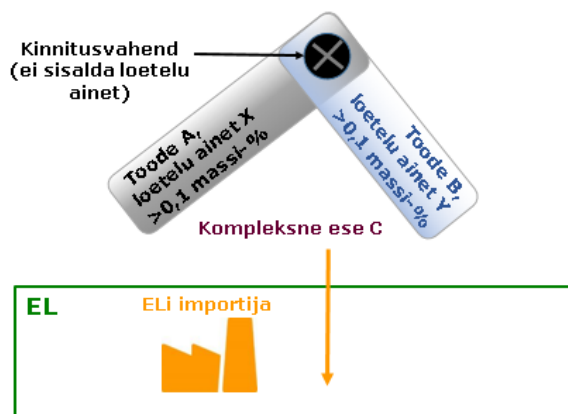 Kinnitusvahend
(ei sisalda loetelu
ainet)
Toode A,
loetelu ainet X
>0,1 massi-%
Toode B,
loetelu ainet Y
>0,1 massi-%
Kompleksne ese C
EL
ELi importija